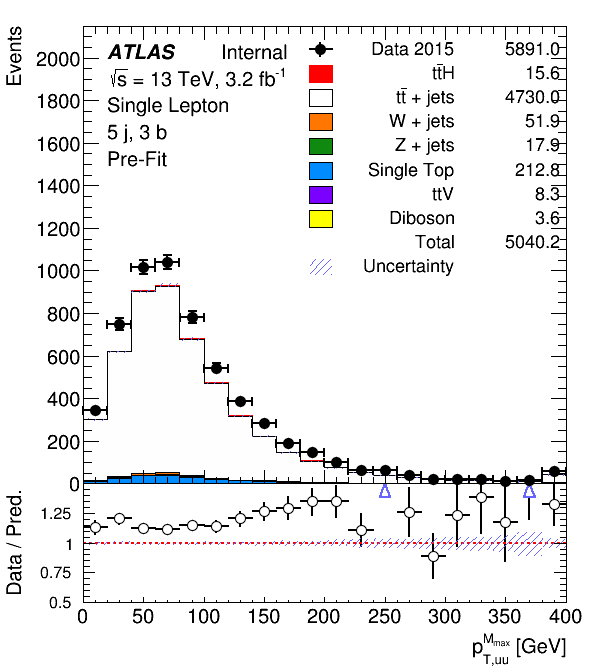 Events
ATLAS Internal
√s = 13 TeV, 3.2 fb⁻¹
Single Lepton
5 j, 3 b
Pre-Fit
Data 2015 5891.0
tt̄H 15.6
tt̄ + jets 4730.0
W + jets 51.9
Z + jets 17.9
Single Top 212.8
ttV 8.3
Diboson 3.6
Total 5040.2
Uncertainty
2000
1800
1600
1400
1200
1000
800
600
400
200
0
Data / Pred.
1.25
1
0.75
0.5
0 50 100 150 200 250 300 350 400
p_{T,uu}^{M_{max}} [GeV]